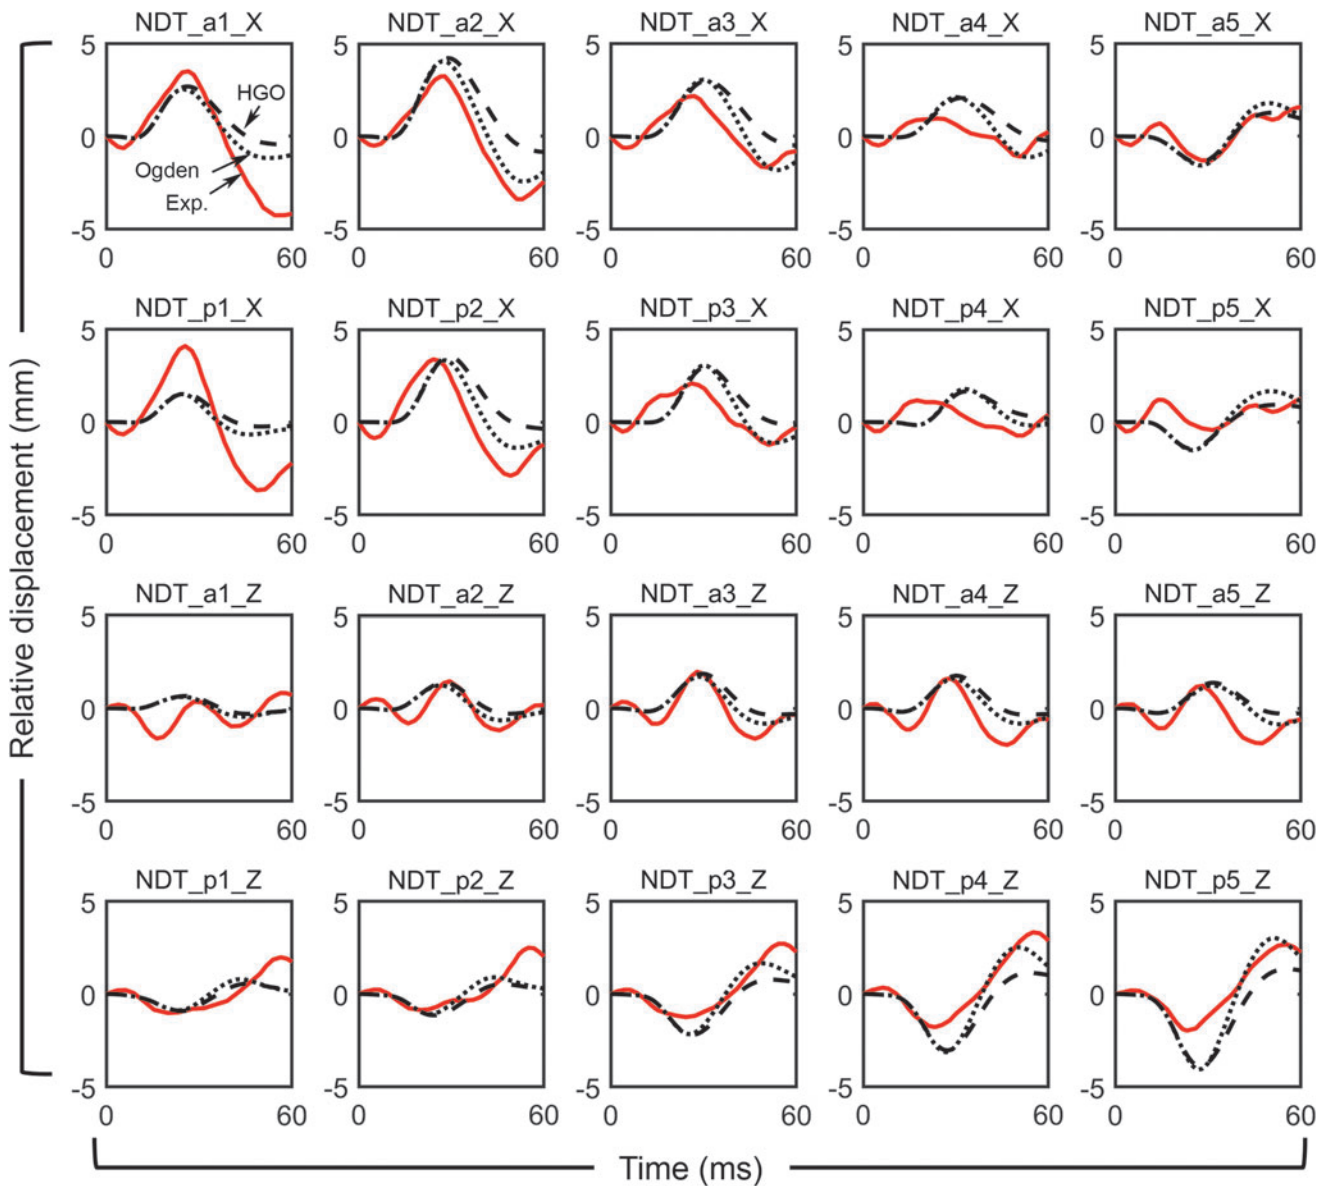 NDT_a1_X NDT_a2_X NDT_a3_X NDT_a4_X NDT_a5_X
5 5 5 5 5
HGO
0 0 0 0 0
Ogden
Exp.
-5 -5 -5 -5 -5
0 60 0 60 0 60 0 60 0 60
NDT_p1_X NDT_p2_X NDT_p3_X NDT_p4_X NDT_p5_X
5 5 5 5 5
0 0 0 0 0
-5 -5 -5 -5 -5
0 60 0 60 0 60 0 60 0 60
Relative displacement (mm)
NDT_a1_Z NDT_a2_Z NDT_a3_Z NDT_a4_Z NDT_a5_Z
5 5 5 5 5
0 0 0 0 0
-5 -5 -5 -5 -5
0 60 0 60 0 60 0 60 0 60
NDT_p1_Z NDT_p2_Z NDT_p3_Z NDT_p4_Z NDT_p5_Z
5 5 5 5 5
0 0 0 0 0
-5 -5 -5 -5 -5
0 60 0 60 0 60 0 60 0 60
Time (ms)